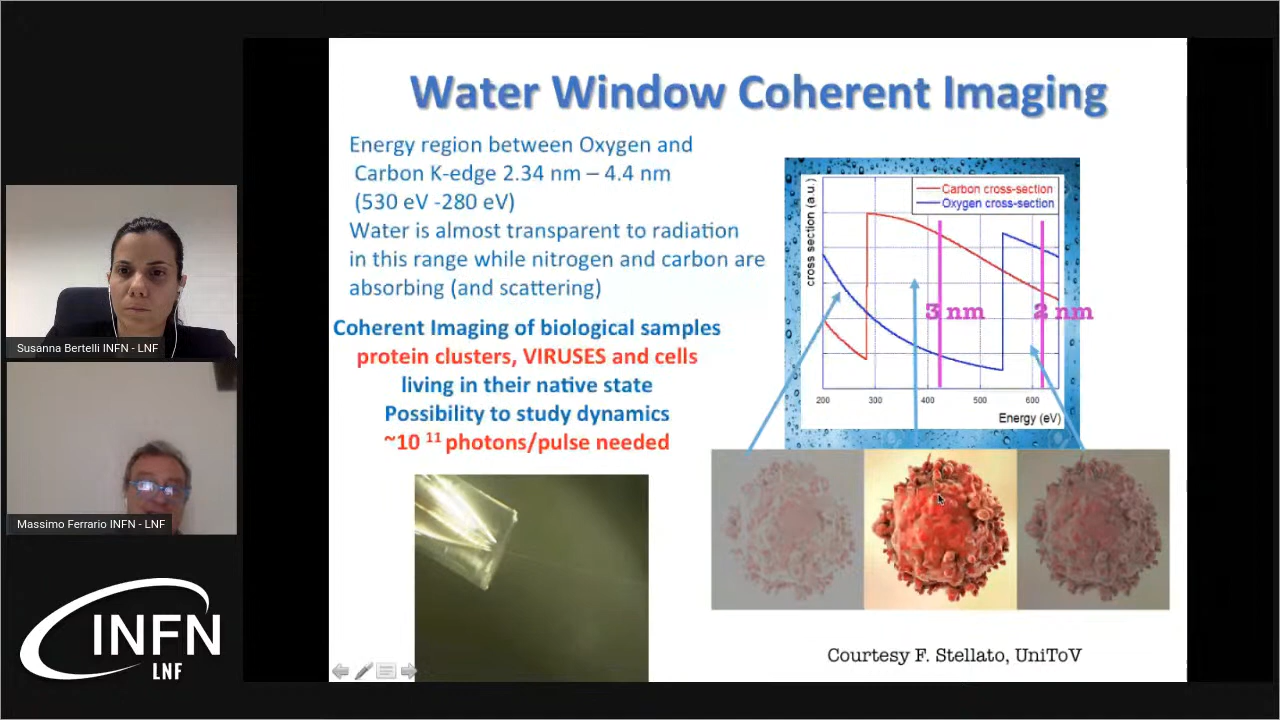 Water Window Coherent Imaging
Energy region between Oxygen and
Carbon K-edge 2.34 nm – 4.4 nm
(530 eV -280 eV)
Water is almost transparent to radiation
in this range while nitrogen and carbon are
absorbing (and scattering)
Coherent Imaging of biological samples
protein clusters, VIRUSES and cells
living in their native state
Possibility to study dynamics
~10 11 photons/pulse needed
Carbon cross-section
Oxygen cross-section
cross section (a.u.)
3 nm
2 nm
200 300 400 500 600
Energy (eV)
Courtesy F. Stellato, UniToV
Susanna Bertelli INFN - LNF
Massimo Ferrario INFN - LNF
INFN
LNF